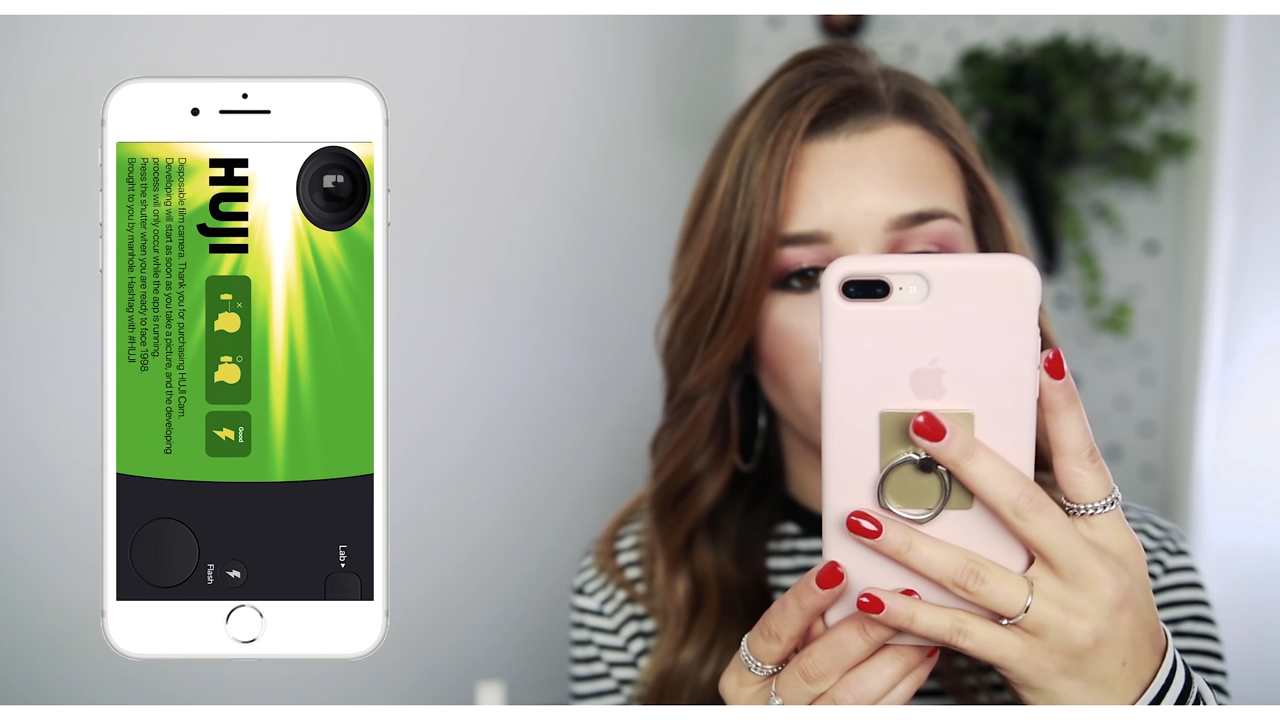 HUJI
Disposable film camera. Thank you for purchasing HUJI Cam.
Developing will start as soon as you take a picture, and the developing
process will only occur while the app is running.
Press the shutter when you are ready to face 1998.
Brought to you by manhole. Hashtag with #HUJI
Good
Lab ▸
Flash